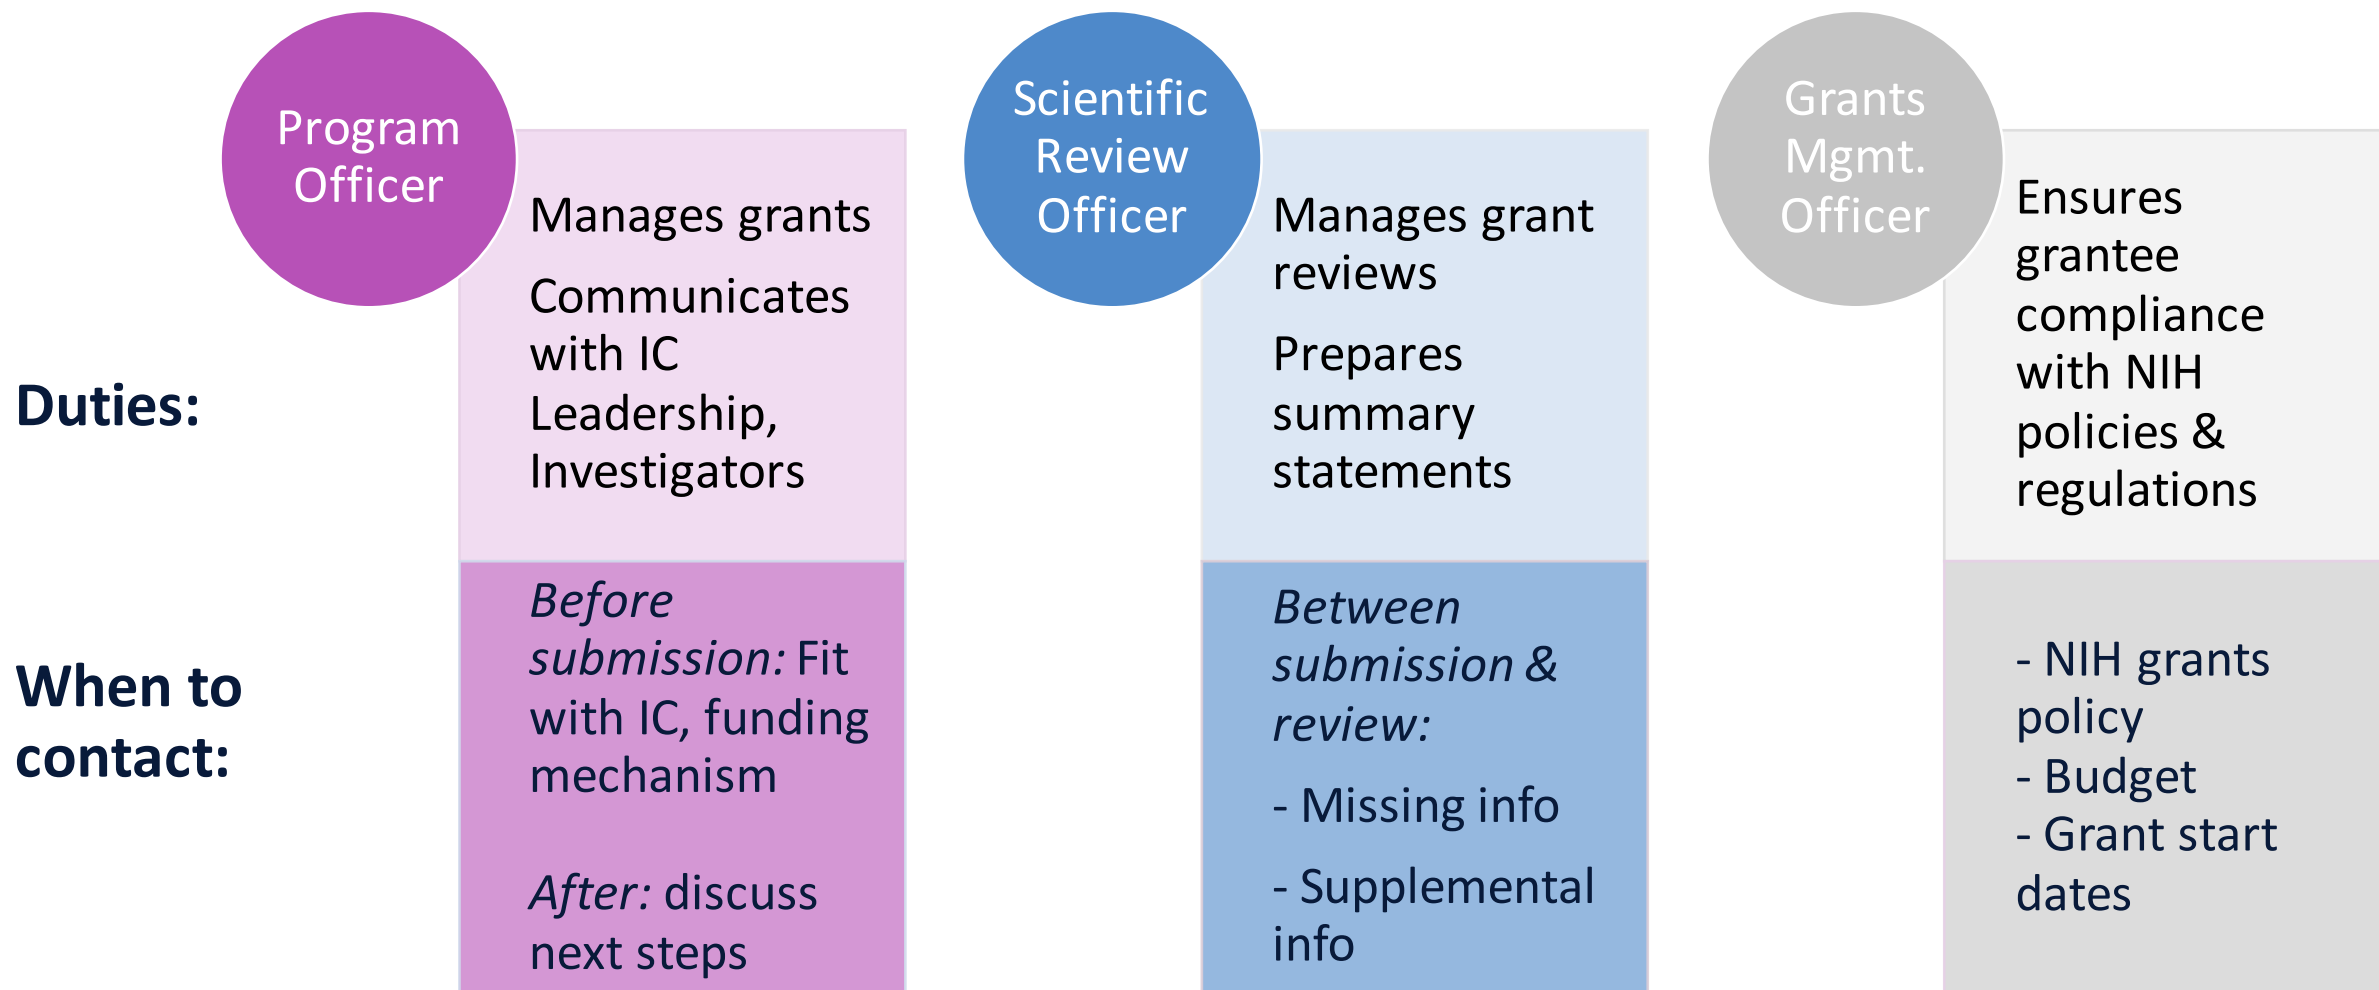 Program
Officer
Manages grants
Communicates
with IC
Leadership,
Investigators
Scientific
Review
Officer
Manages grant
reviews
Prepares
summary
statements
Grants
Mgmt.
Officer
Ensures
grantee
compliance
with NIH
policies &
regulations
Duties:
When to
contact:
Before
submission: Fit
with IC, funding
mechanism
After: discuss
next steps
Between
submission &
review:
- Missing info
- Supplemental
info
- NIH grants
policy
- Budget
- Grant start
dates